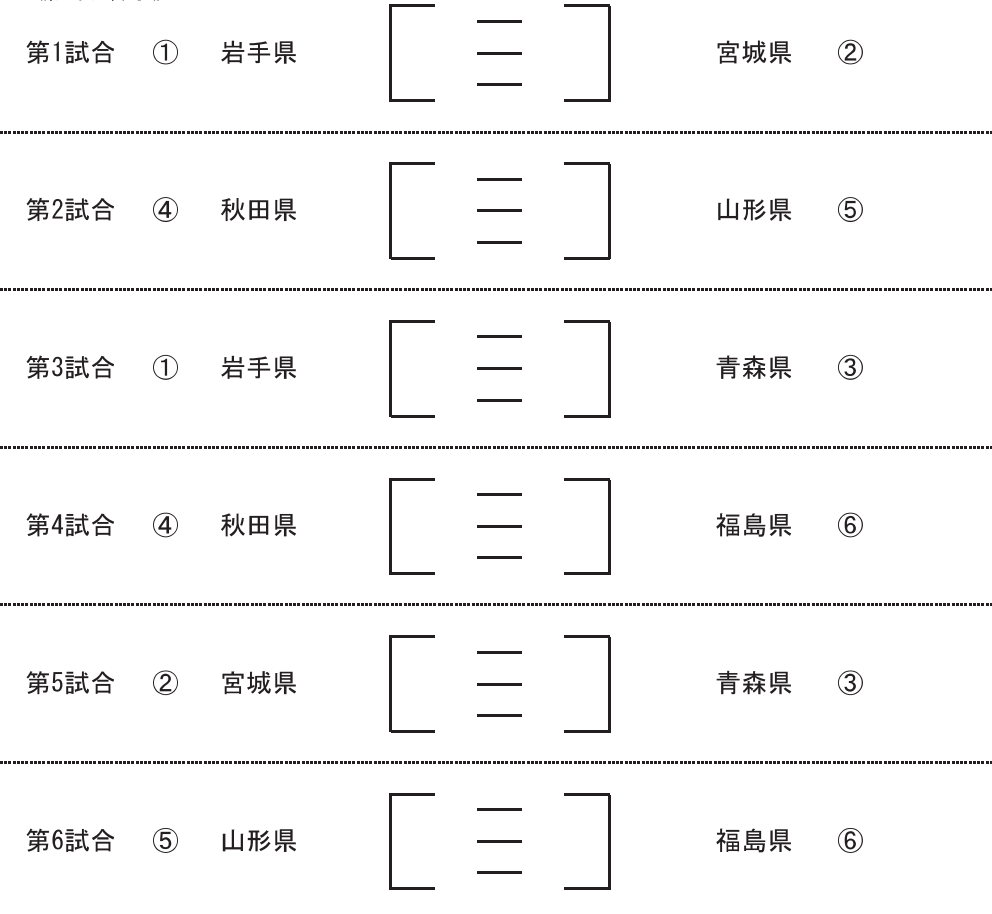 第1試合 ① 岩手県 宮城県 ②
第2試合 ④ 秋田県 山形県 ⑤
第3試合 ① 岩手県 青森県 ③
第4試合 ④ 秋田県 福島県 ⑥
第5試合 ② 宮城県 青森県 ③
第6試合 ⑤ 山形県 福島県 ⑥